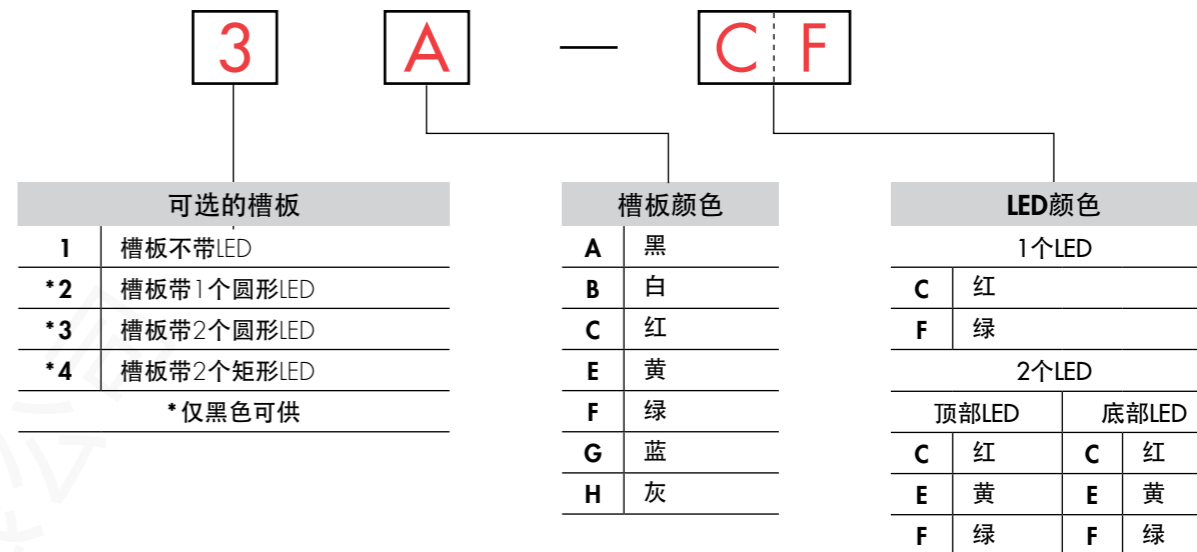 3 A — C F
可选的槽板
1 槽板不带LED
*2 槽板带1个圆形LED
*3 槽板带2个圆形LED
*4 槽板带2个矩形LED
*仅黑色可供
槽板颜色
A 黑
B 白
C 红
E 黄
F 绿
G 蓝
H 灰
LED颜色
1个LED
C 红
F 绿
2个LED
顶部LED 底部LED
C 红 C 红
E 黄 E 黄
F 绿 F 绿
公司